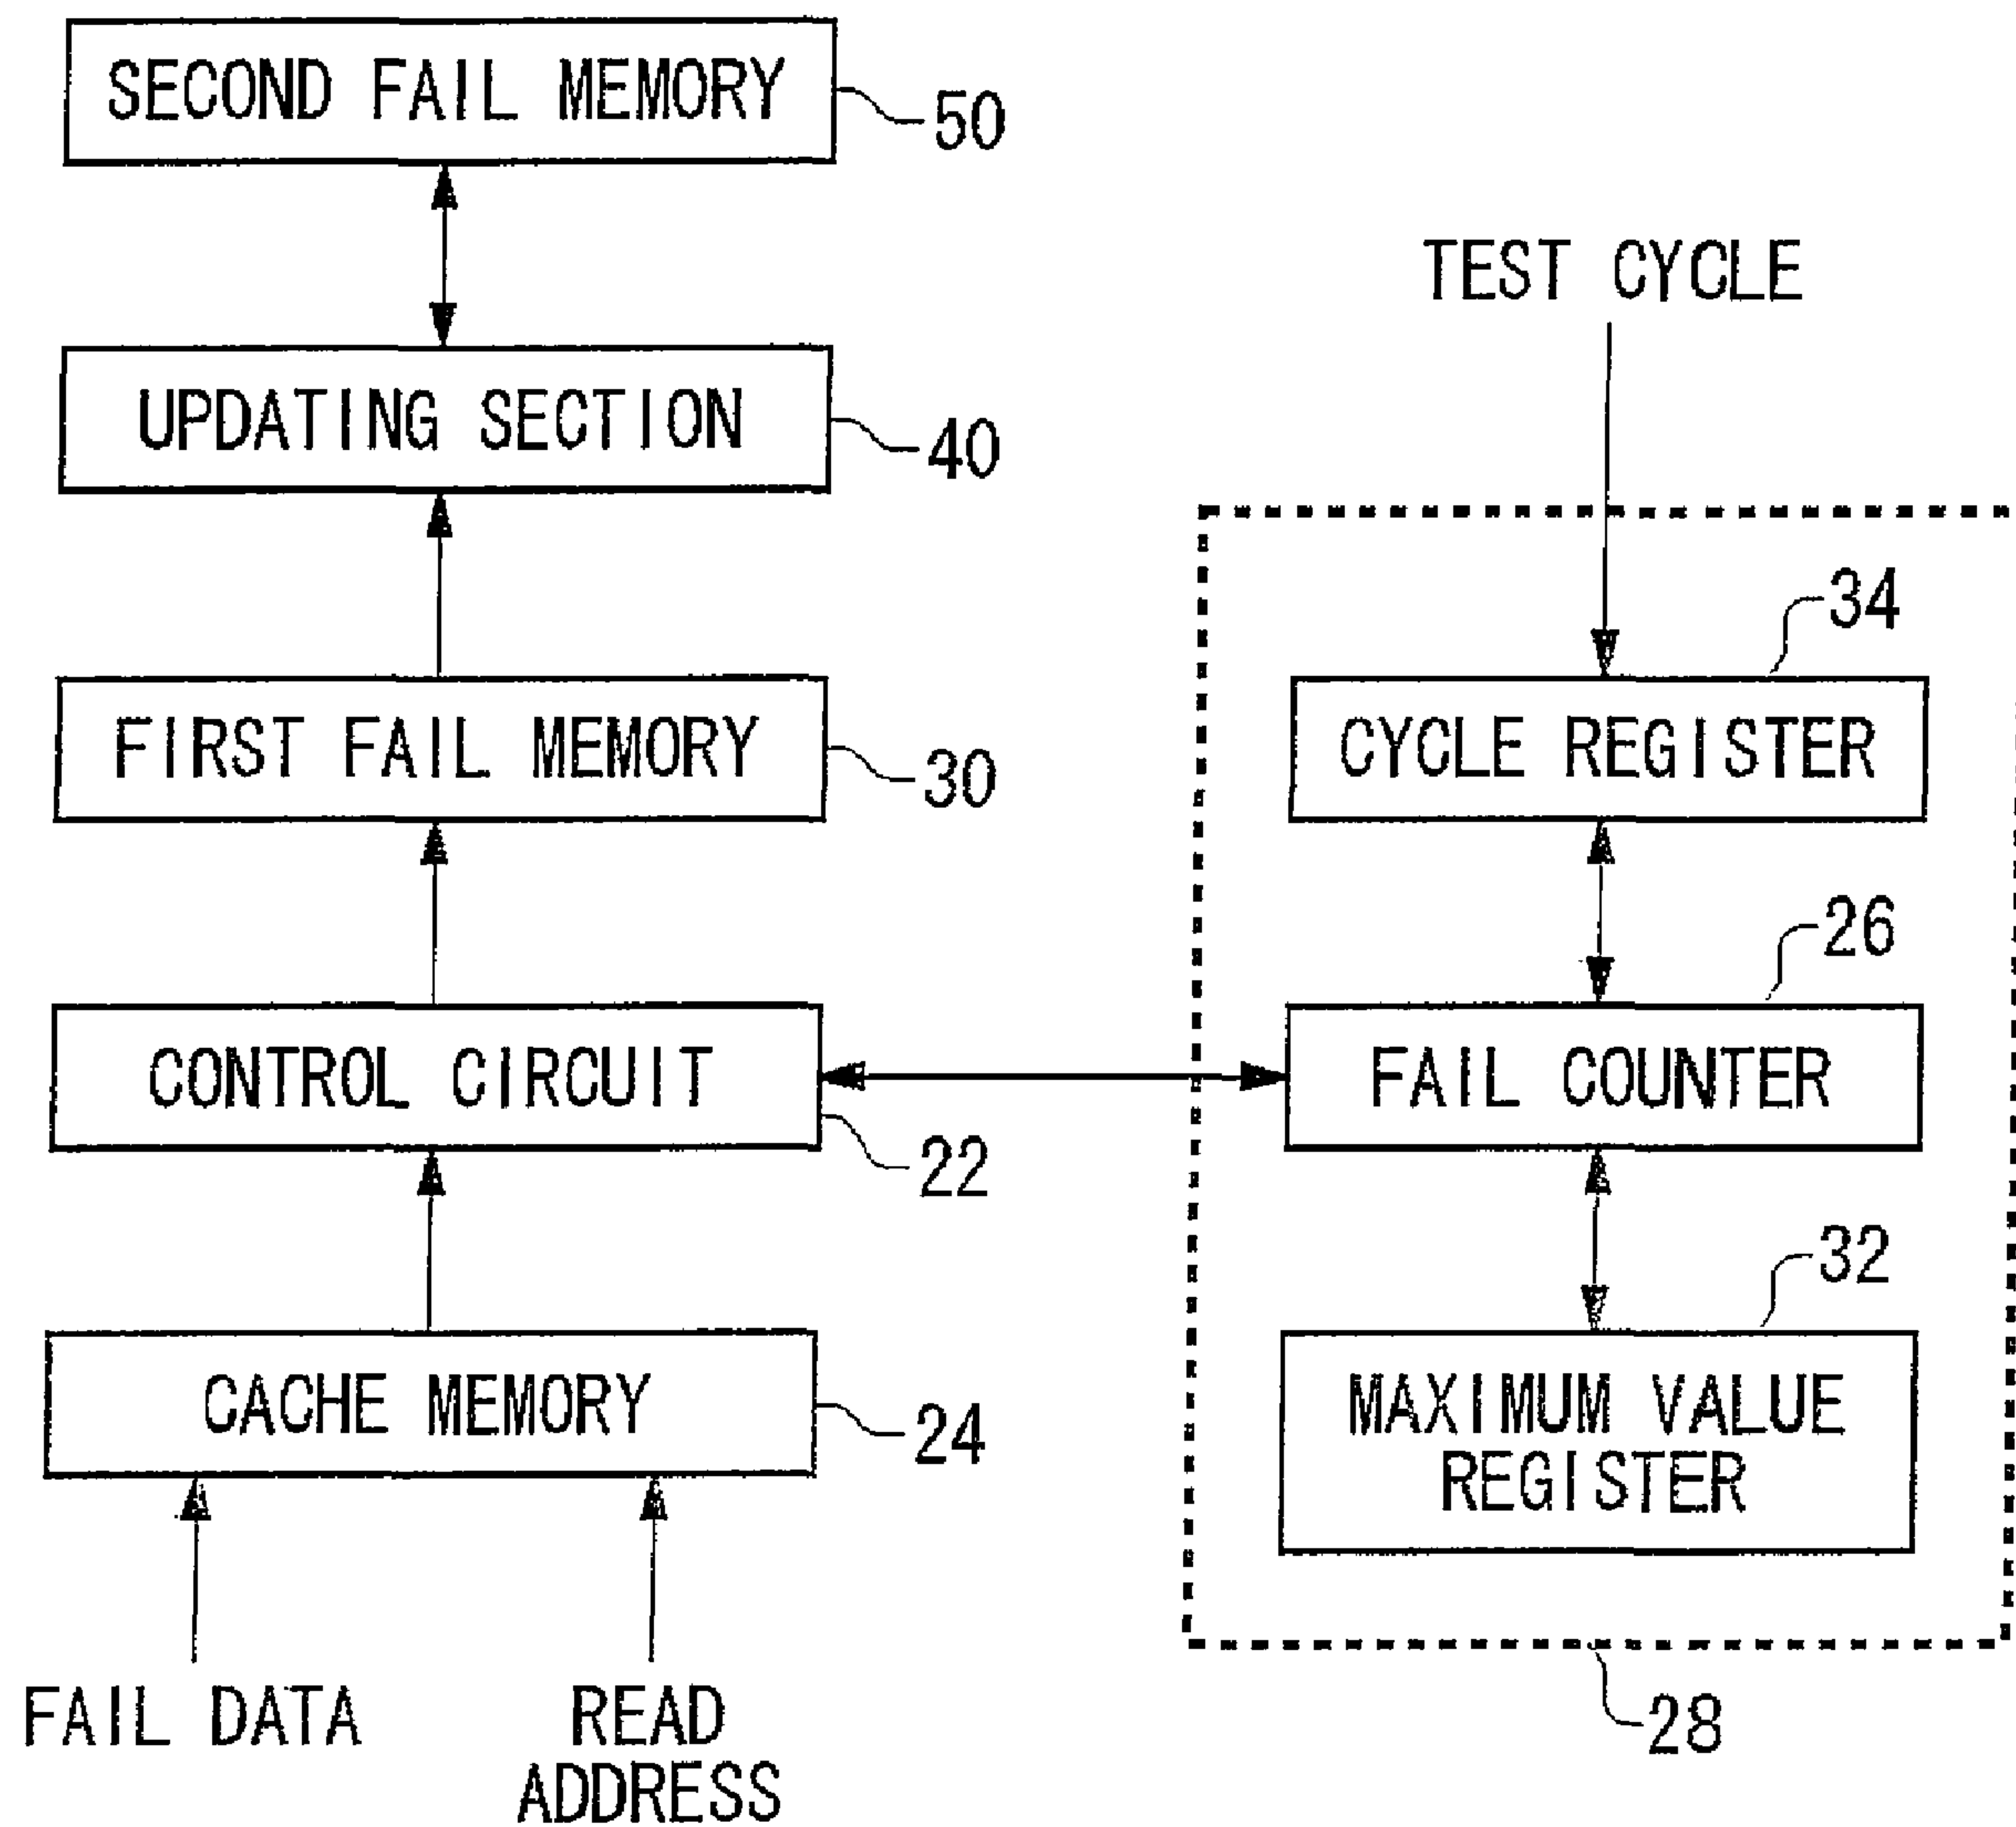 SECOND FAIL MEMORY
50
UPDATING SECTION
40
FIRST FAIL MEMORY
30
CONTROL CIRCUIT
22
CACHE MEMORY
24
FAIL DATA
READ
ADDRESS
TEST CYCLE
34
CYCLE REGISTER
26
FAIL COUNTER
32
MAXIMUM VALUE
REGISTER
28